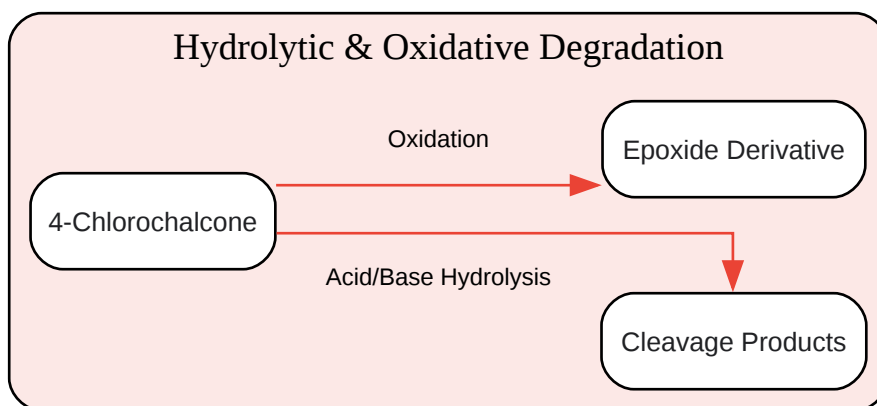 Hydrolytic & Oxidative Degradation
Oxidation
Epoxide Derivative
4-Chlorochalcone
Acid/Base Hydrolysis
Cleavage Products